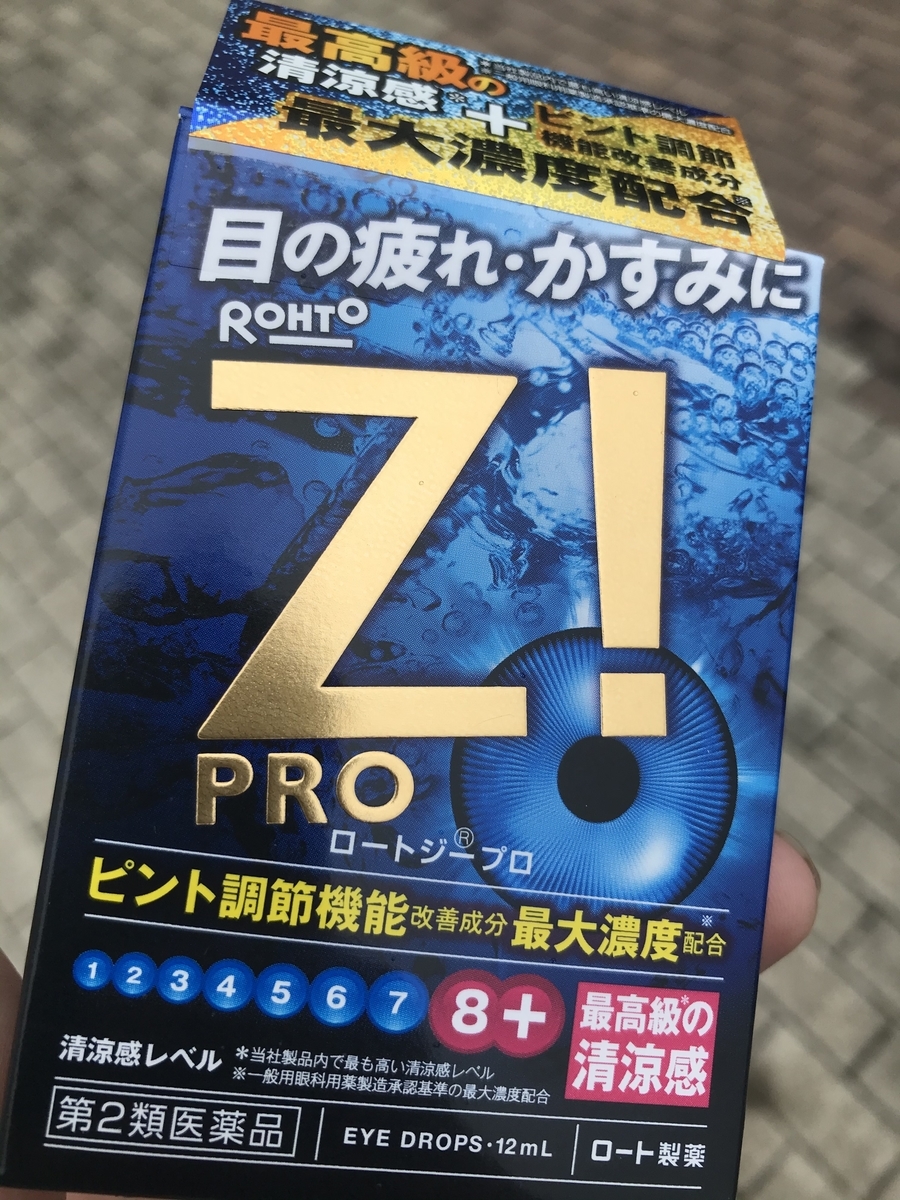 最高級の
清涼感※
+
ピント調節
機能改善成分
最大濃度配合※
目の疲れ・かすみに
ROHTO
Z!
PRO
ロートジープロ®
ピント調節機能改善成分最大濃度※配合
1 2 3 4 5 6 7 8+
最高級*の
清涼感
清涼感レベル
*当社製品内で最も高い清涼感レベル
※一般用眼科用薬製造承認基準の最大濃度配合
第2類医薬品
EYE DROPS・12mL
ロート製薬